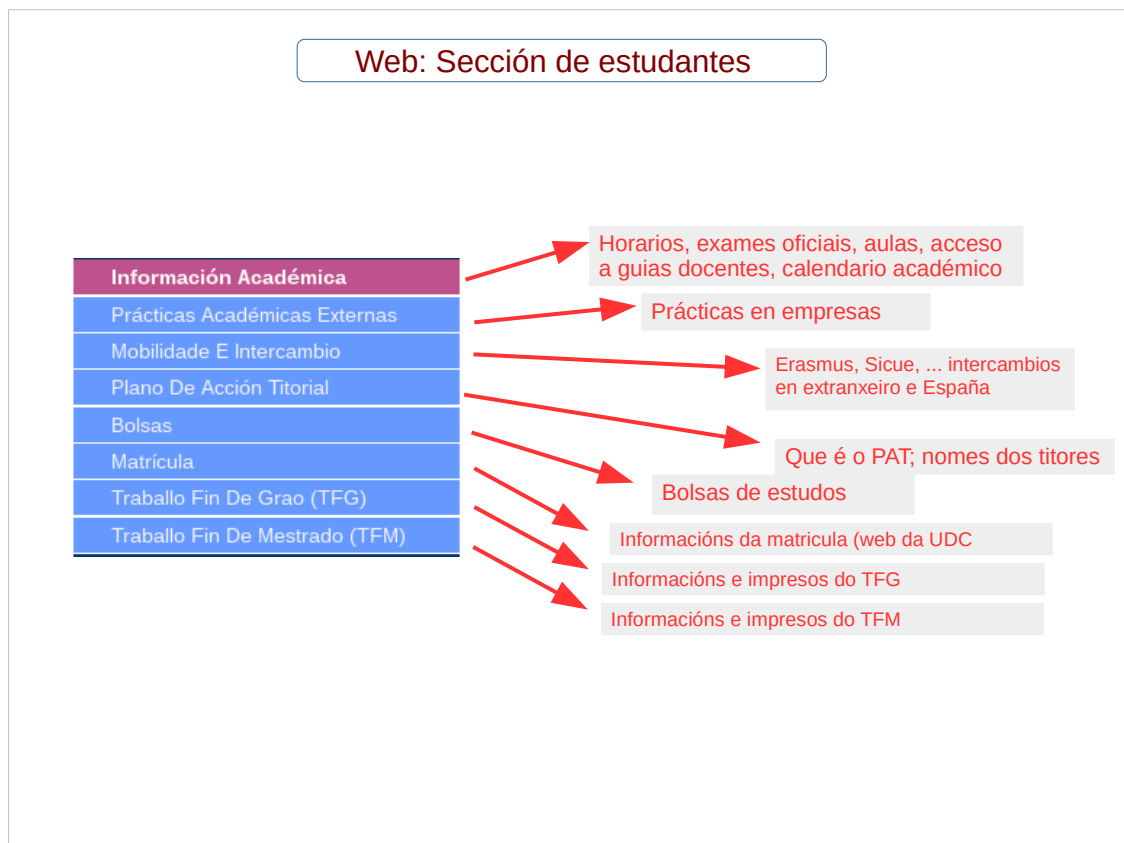 Web: Sección de estudantes
Información Académica
Prácticas Académicas Externas
Mobilidade E Intercambio
Plano De Acción Titorial
Bolsas
Matrícula
Traballo Fin De Grao (TFG)
Traballo Fin De Mestrado (TFM)
Horarios, exames oficiais, aulas, acceso
a guias docentes, calendario académico
Prácticas en empresas
Erasmus, Sicue, ... intercambios
en extranxeiro e España
Que é o PAT; nomes dos titores
Bolsas de estudos
Informacións da matricula (web da UDC
Informacións e impresos do TFG
Informacións e impresos do TFM